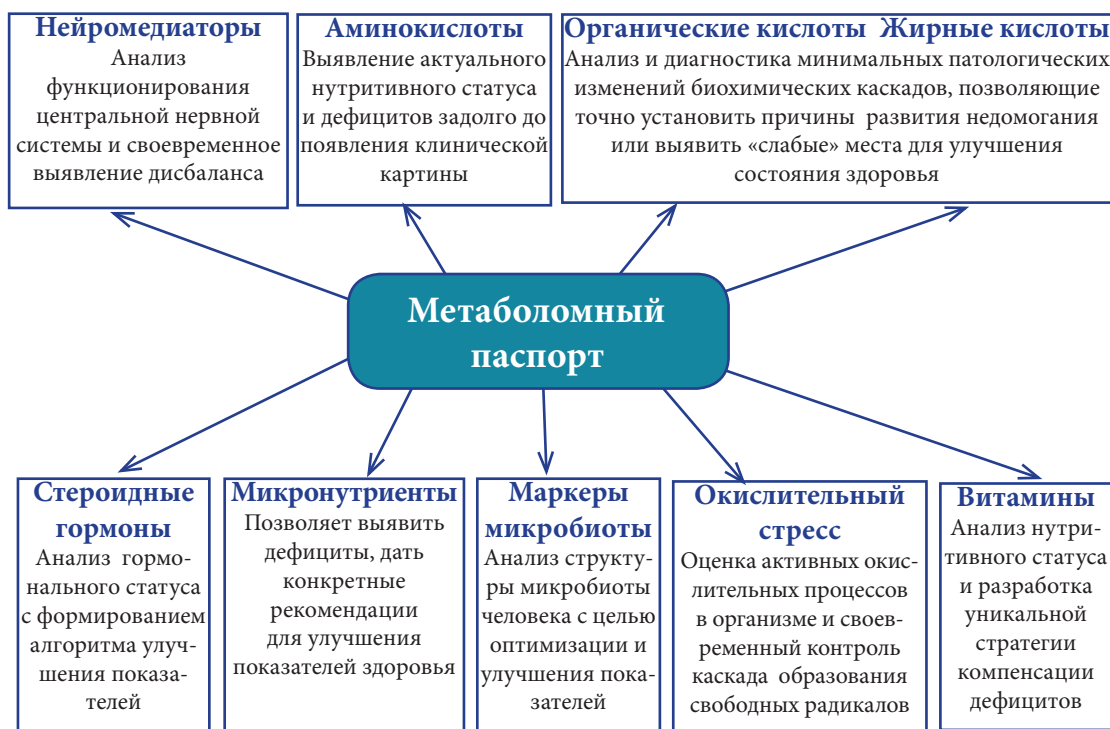 Нейромедиаторы
Анализ
функционирования
центральной нервной
системы и своевременное
выявление дисбаланса
Аминокислоты
Выявление актуального
нутритивного статуса
и дефицитов задолго до
появления клинической
картины
Органические кислоты Жирные кислоты
Анализ и диагностика минимальных патологических
изменений биохимических каскадов, позволяющие
точно установить причины развития недомогания
или выявить «слабые» места для улучшения
состояния здоровья
Метаболомный
паспорт
Стероидные
гормоны
Анализ гормо-
нального статуса
с формированием
алгоритма улуч-
шения показа-
телей
Микронутриенты
Позволяет выявить
дефициты, дать
конкретные
рекомендации
для улучшения
показателей здоровья
Маркеры
микробиоты
Анализ структу-
ры микробиоты
человека с целью
оптимизации и
улучшения пока-
зателей
Окислительный
стресс
Оценка активных окис-
лительных процессов
в организме и своев-
ременный контроль
каскада образования
свободных радикалов
Витамины
Анализ нутри-
тивного статуса
и разработка
уникальной
стратегии
компенсации
дефицитов